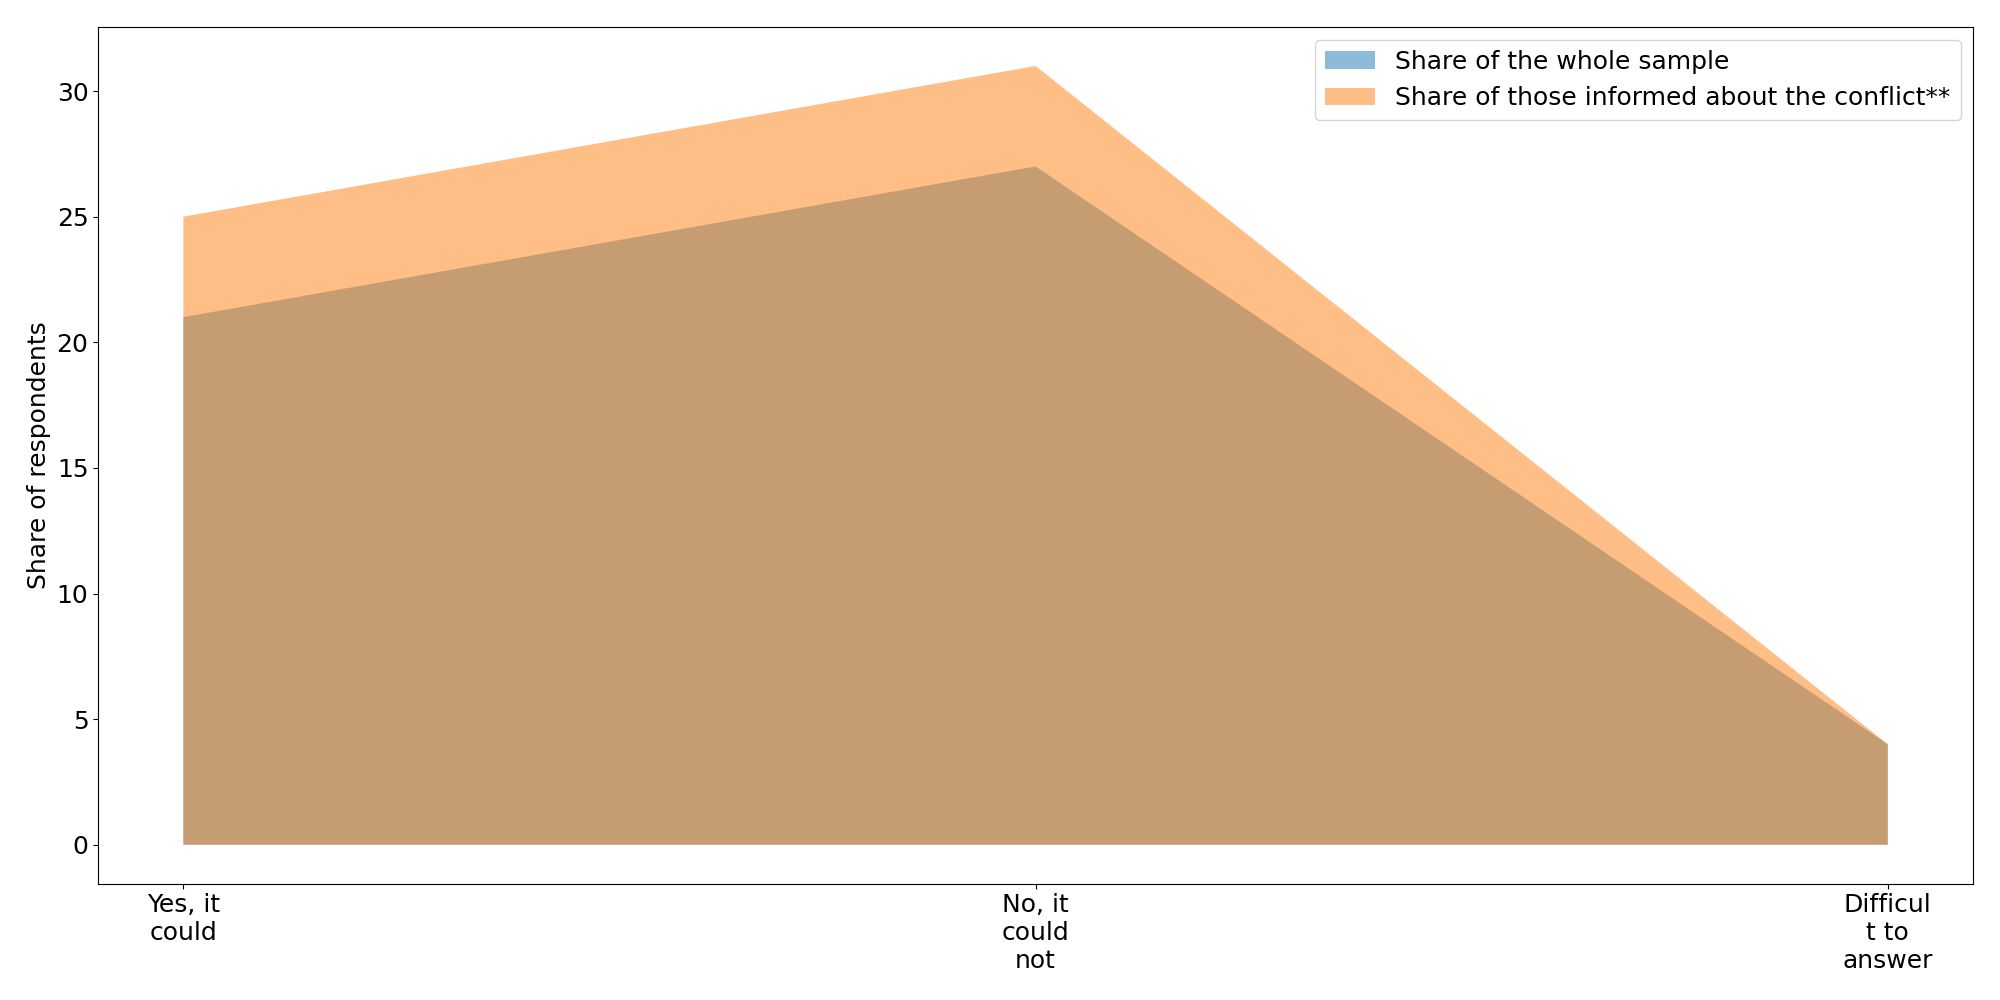 Share of the whole sample
Share of those informed about the conflict**
Share of respondents
30
25
20
15
10
5
0
Yes, it
could
No, it
could
not
Difficul
t to
answer